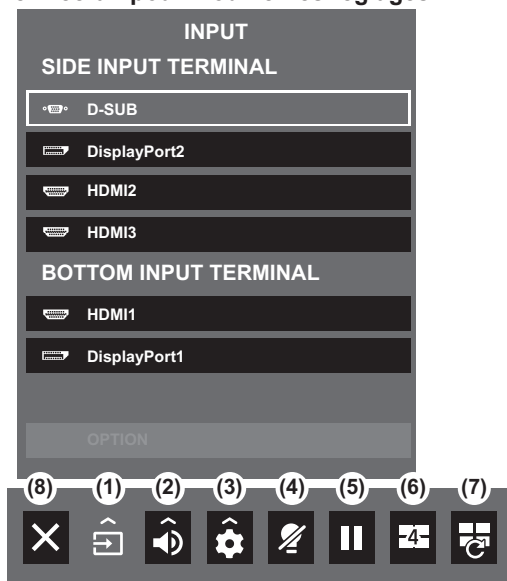 INPUT
SIDE INPUT TERMINAL
D-SUB
DisplayPort2
HDMI2
HDMI3
BOTTOM INPUT TERMINAL
HDMI1
DisplayPort1
OPTION
(8) (1) (2) (3) (4) (5) (6) (7)
-4-